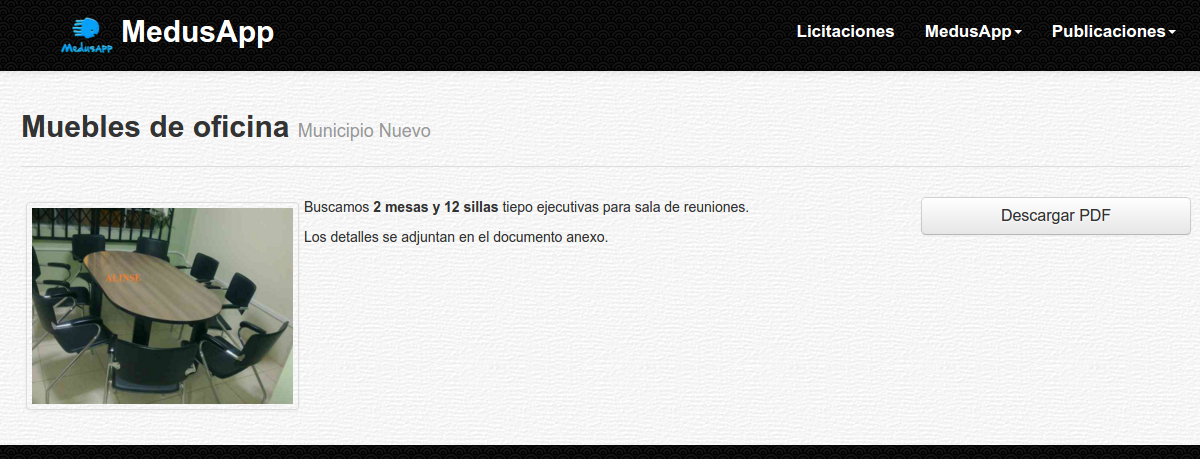 MedusApp
MedusApp
Licitaciones
MedusApp
Publicaciones
Muebles de oficina Municipio Nuevo
Buscamos 2 mesas y 12 sillas tiepo ejecutivas para sala de reuniones.
Los detalles se adjuntan en el documento anexo.
Descargar PDF